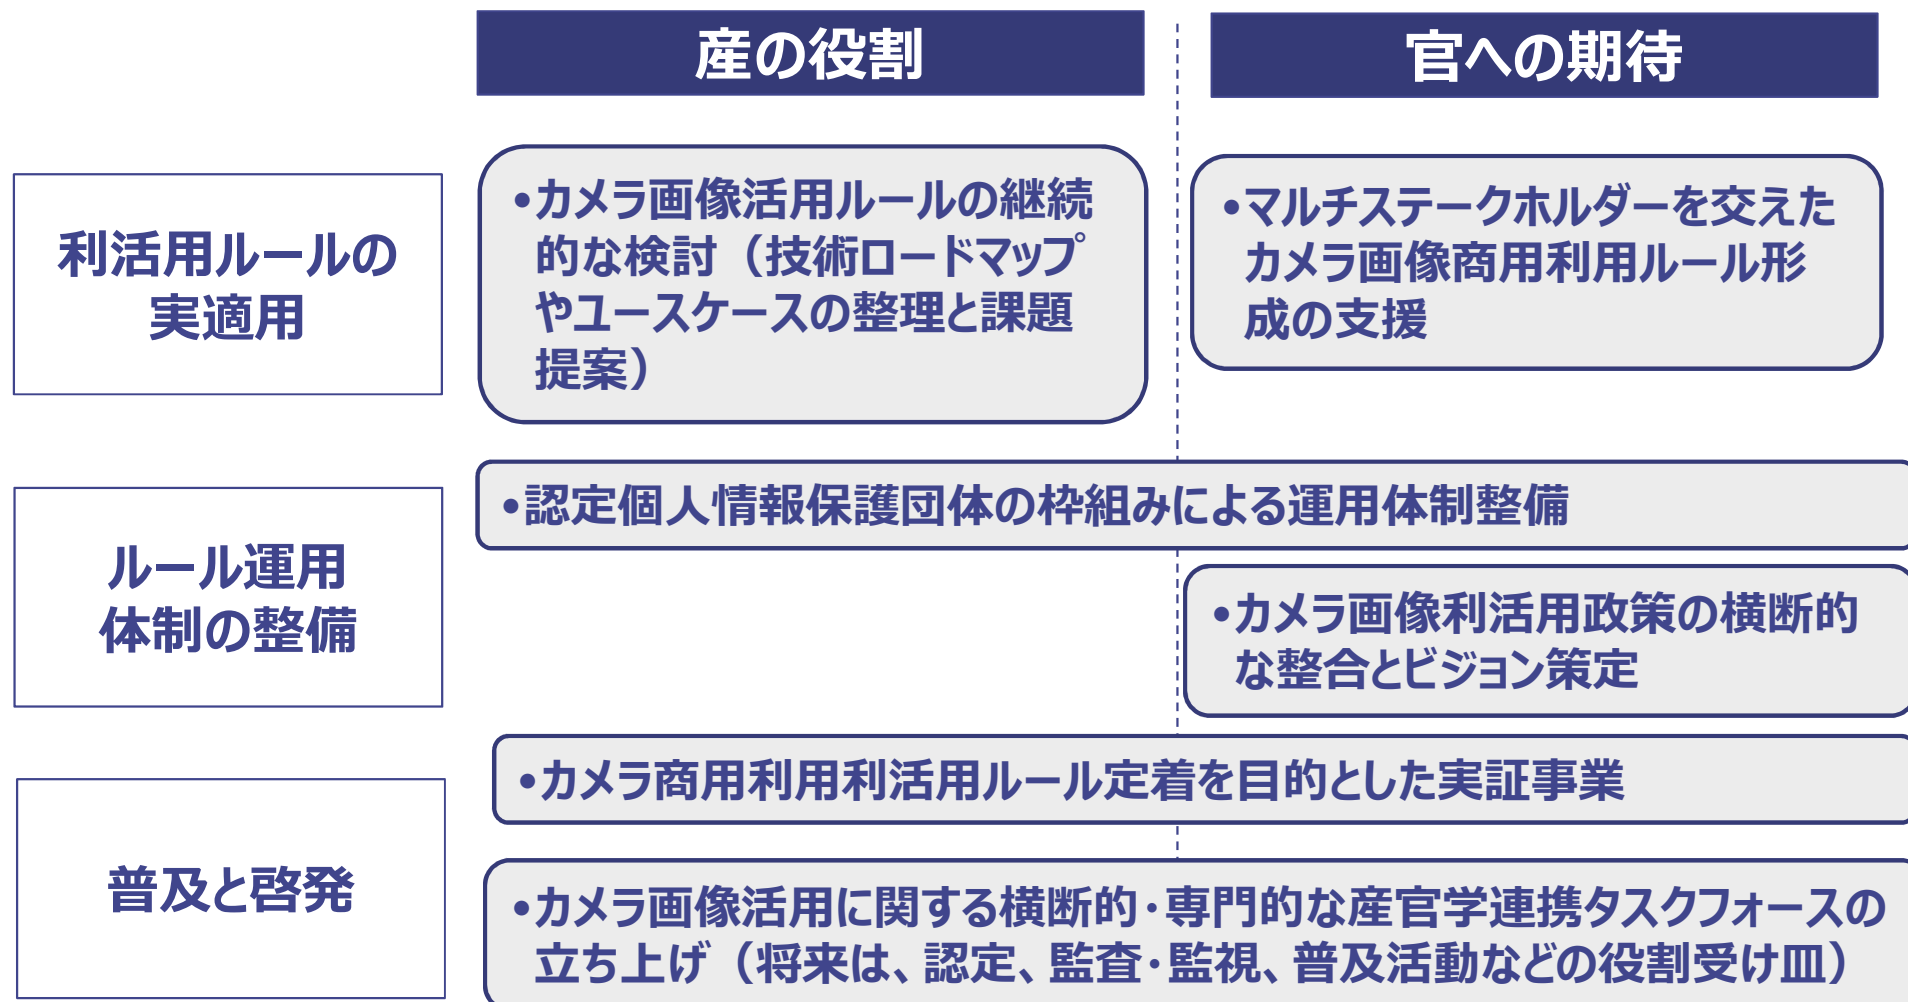 産の役割
官への期待
利活用ルールの
実適用
•カメラ画像活用ルールの継続
的な検討（技術ロードマップ
やユースケースの整理と課題
提案）
•マルチステークホルダーを交えた
カメラ画像商用利用ルール形
成の支援
ルール運用
体制の整備
•認定個人情報保護団体の枠組みによる運用体制整備
•カメラ画像利活用政策の横断的
な整合とビジョン策定
普及と啓発
•カメラ商用利用利活用ルール定着を目的とした実証事業
•カメラ画像活用に関する横断的・専門的な産官学連携タスクフォースの
立ち上げ（将来は、認定、監査・監視、普及活動などの役割受け皿）